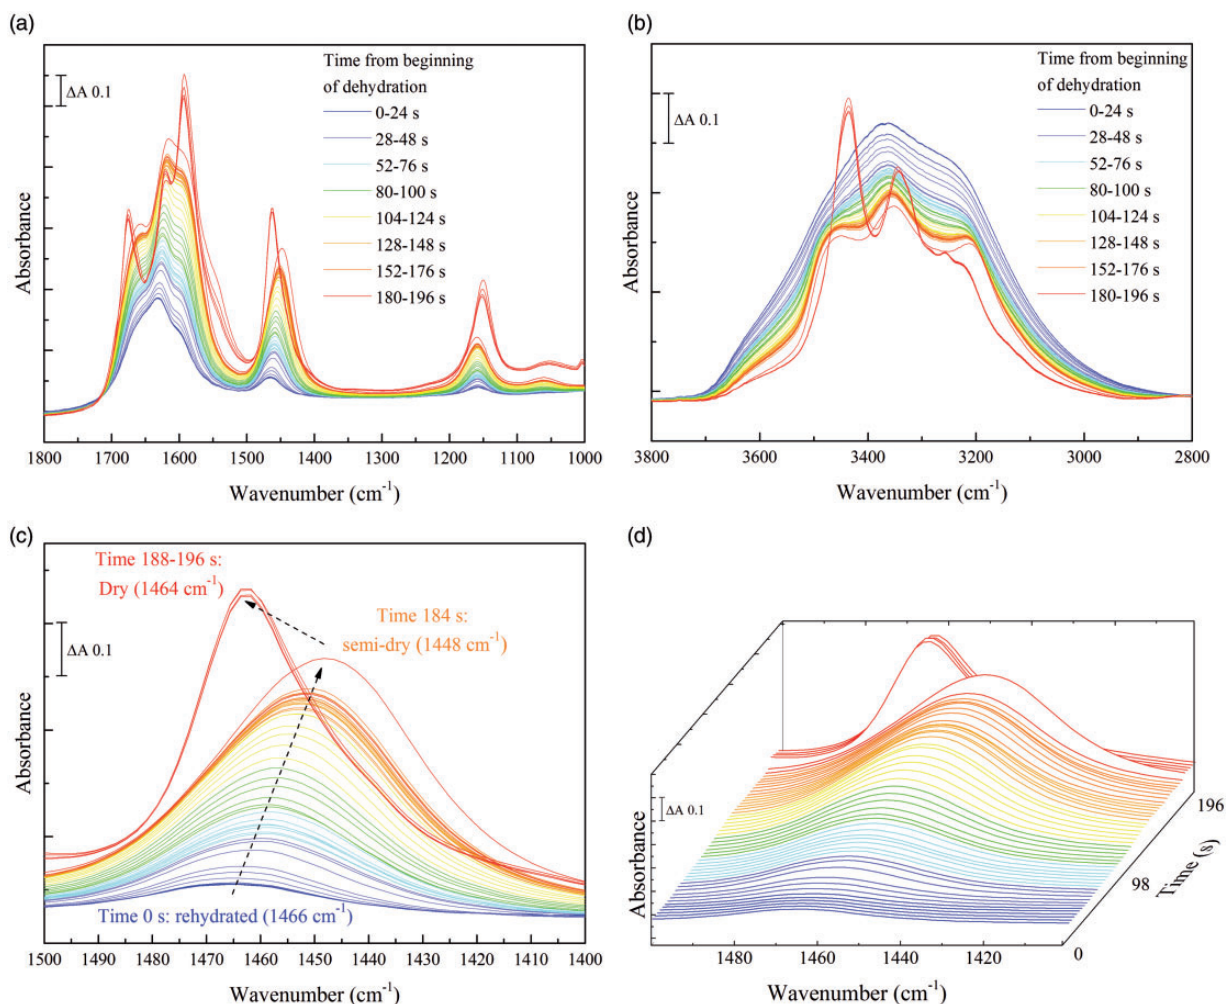 (a)
ΔA 0.1
Time from beginning
of dehydration
0-24 s
28-48 s
52-76 s
80-100 s
104-124 s
128-148 s
152-176 s
180-196 s
Absorbance
1800 1700 1600 1500 1400 1300 1200 1100 1000
Wavenumber (cm⁻¹)
(b)
ΔA 0.1
Time from beginning
of dehydration
0-24 s
28-48 s
52-76 s
80-100 s
104-124 s
128-148 s
152-176 s
180-196 s
Absorbance
3800 3600 3400 3200 3000 2800
Wavenumber (cm⁻¹)
(c)
Time 188-196 s:
Dry (1464 cm⁻¹)
Time 184 s:
semi-dry (1448 cm⁻¹)
ΔA 0.1
Absorbance
Time 0 s: rehydrated (1466 cm⁻¹)
1500 1490 1480 1470 1460 1450 1440 1430 1420 1410 1400
Wavenumber (cm⁻¹)
(d)
ΔA 0.1
Absorbance
196
98
0
Time (s)
1480 1460 1440 1420
Wavenumber (cm⁻¹)